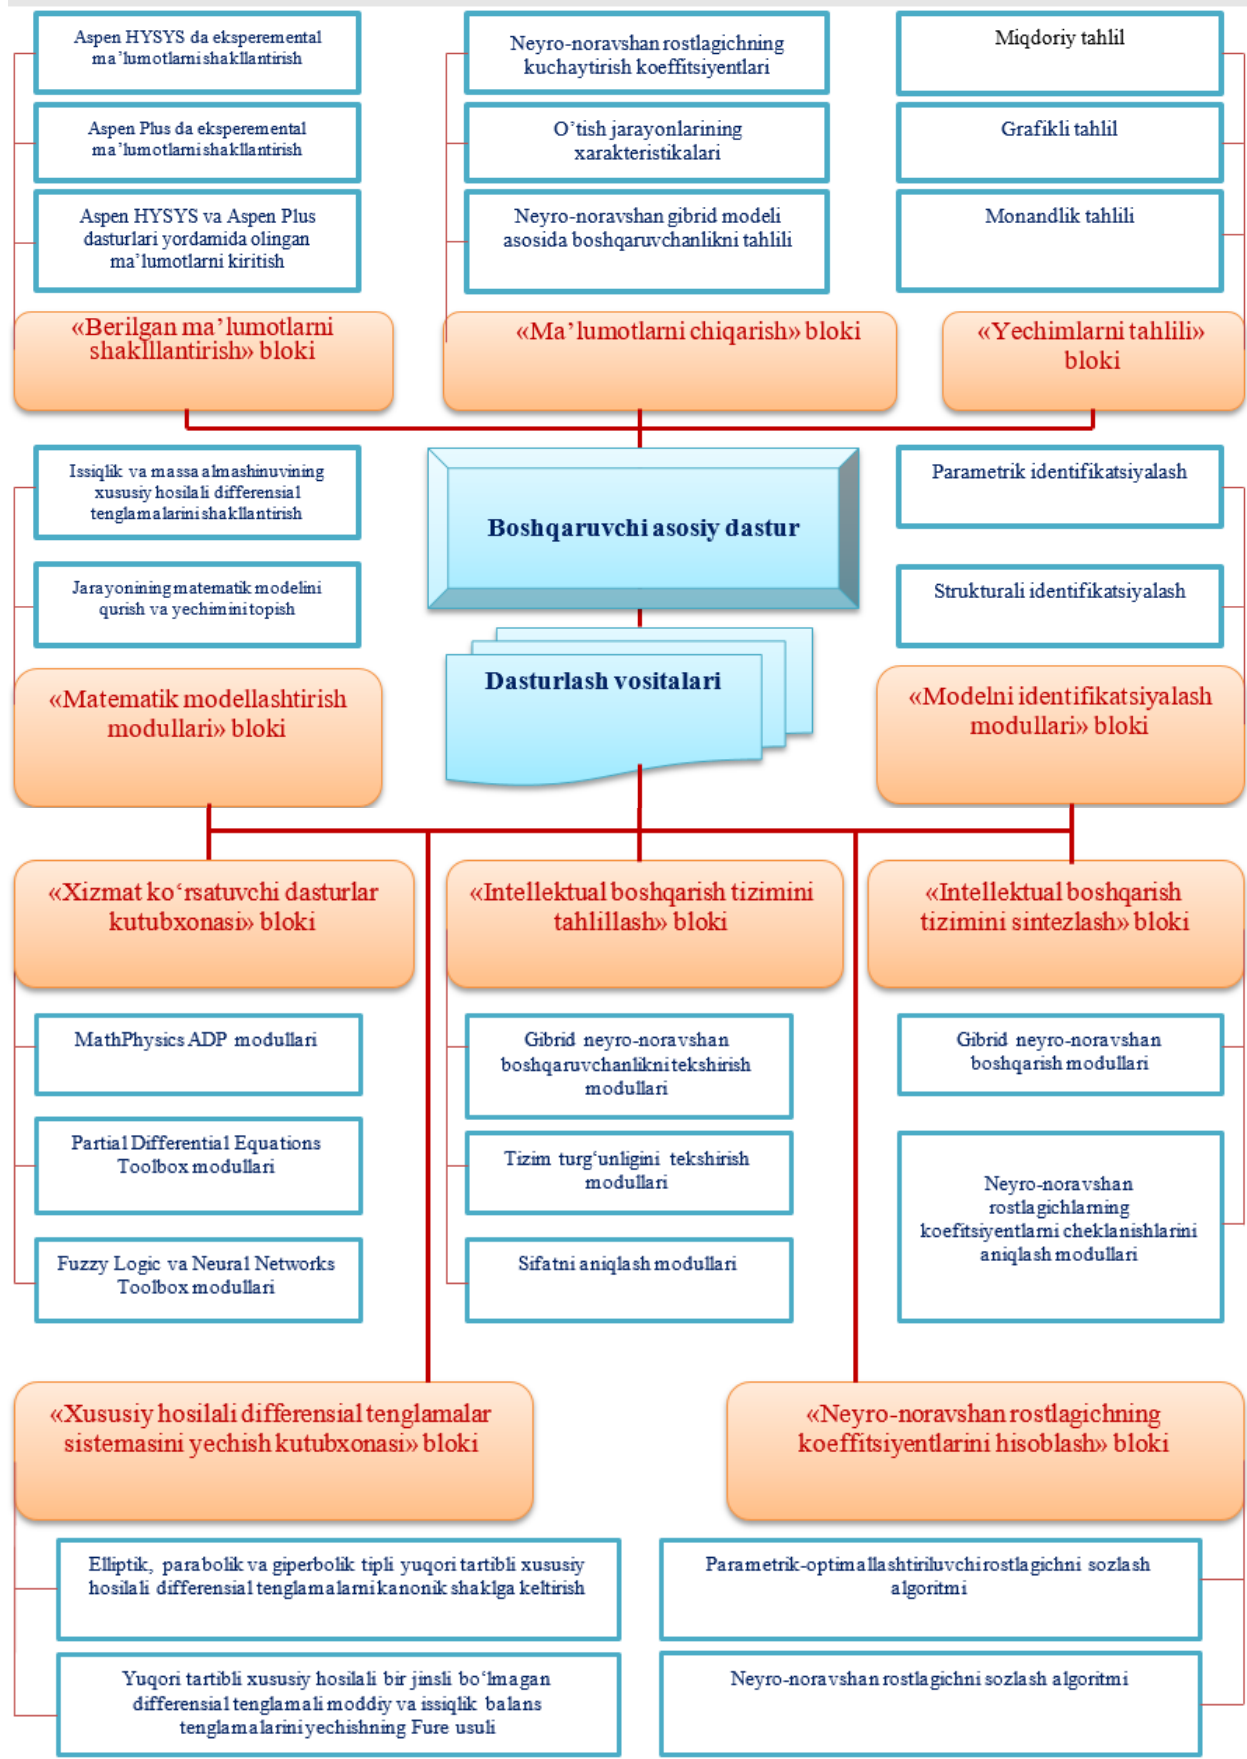 Aspen HYSYS da eksperemental
ma’lumotlarni shakllantirish
Aspen Plus da eksperemental
ma’lumotlarni shakllantirish
Aspen HYSYS va Aspen Plus
dasturlari yordamida olingan
ma’lumotlarni kiritish
«Berilgan ma’lumotlarni
shaklllantirish» bloki
Neyro-noravshan rostlagichning
kuchaytirish koeffitsiyentlari
O’tish jarayonlarining
xarakteristikalari
Neyro-noravshan gibrid modeli
asosida boshqaruvchanlikni tahlili
«Ma’lumotlarni chiqarish» bloki
Miqdoriy tahlil
Grafikli tahlil
Monandlik tahlili
«Yechimlarni tahlili»
bloki
Issiqlik va massa almashinuvining
xususiy hosilali differensial
tenglamalarini shakllantirish
Jarayonining matematik modelini
qurish va yechimini topish
«Matematik modellashtirish
modullari» bloki
Boshqaruvchi asosiy dastur
Dasturlash vositalari
Parametrik identifikatsiyalash
Strukturali identifikatsiyalash
«Modelni identifikatsiyalash
modullari» bloki
«Xizmat ko‘rsatuvchi dasturlar
kutubxonasi» bloki
MathPhysics ADP modullari
Partial Differential Equations
Toolbox modullari
Fuzzy Logic va Neural Networks
Toolbox modullari
«Intellektual boshqarish tizimini
tahlillash» bloki
Gibrid neyro-noravshan
boshqaruvchanlikni tekshirish
modullari
Tizim turg‘unligini tekshirish
modullari
Sifatni aniqlash modullari
«Intellektual boshqarish
tizimini sintezlash» bloki
Gibrid neyro-noravshan
boshqarish modullari
Neyro-noravshan
rostlagichlarning
koefitsiyentlarni cheklanishlarini
aniqlash modullari
«Xususiy hosilali differensial tenglamalar
sistemasini yechish kutubxonasi» bloki
Elliptik, parabolik va giperbolik tipli yuqori tartibli xususiy
hosilali differensial tenglamalarni kanonik shaklga keltirish
Yuqori tartibli xususiy hosilali bir jinsli bo‘lmagan
differensial tenglamali moddiy va issiqlik balans
tenglamalarini yechishning Fure usuli
«Neyro-noravshan rostlagichning
koeffitsiyentlarini hisoblash» bloki
Parametrik-optimallashtiriluvchi rostlagichni sozlash
algoritmi
Neyro-noravshan rostlagichni sozlash algoritmi